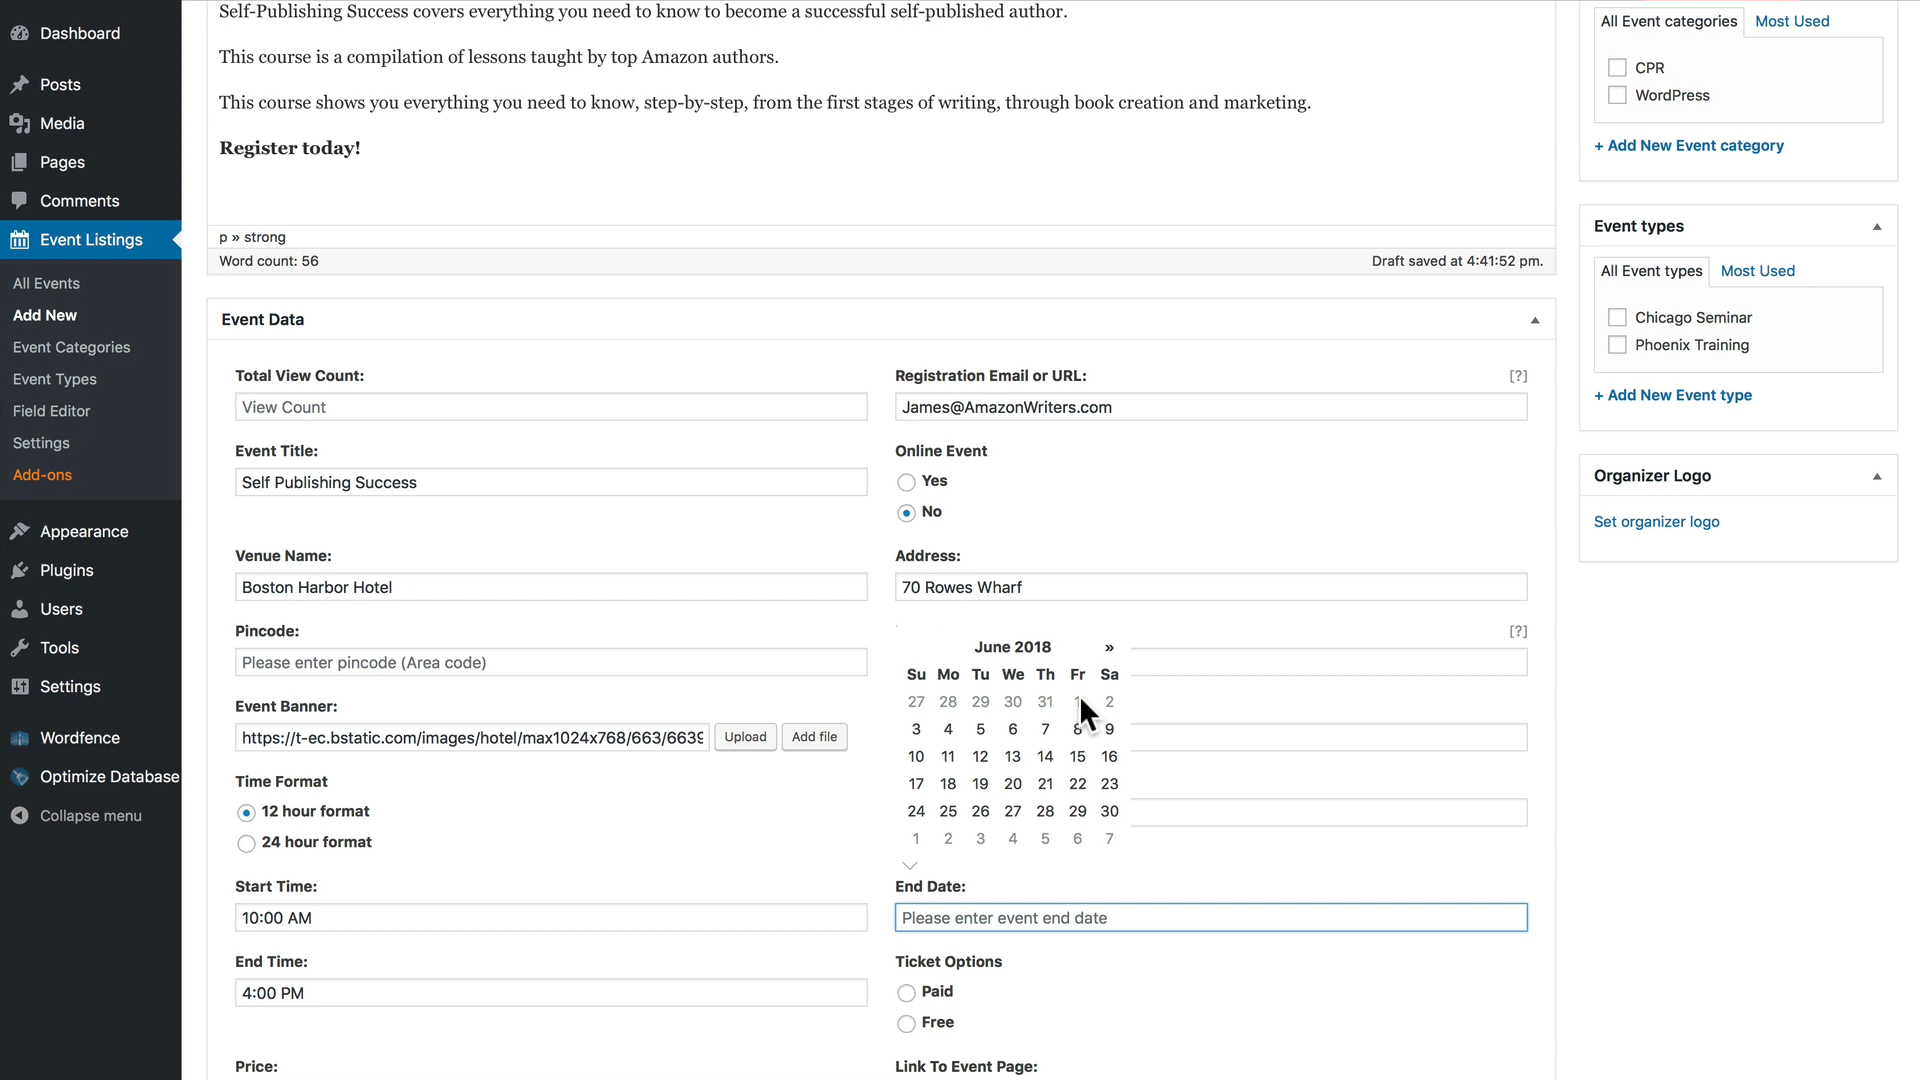 Dashboard
Posts
Media
Pages
Comments
Event Listings
All Events
Add New
Event Categories
Event Types
Field Editor
Settings
Add-ons
Appearance
Plugins
Users
Tools
Settings
Wordfence
Optimize Database
Collapse menu
Self-Publishing Success covers everything you need to know to become a successful self-published author.
This course is a compilation of lessons taught by top Amazon authors.
This course shows you everything you need to know, step-by-step, from the first stages of writing, through book creation and marketing.
Register today!
p » strong
Word count: 56
Draft saved at 4:41:52 pm.
Event Data
Total View Count:
View Count
Registration Email or URL:
[?]
James@AmazonWriters.com
Event Title:
Self Publishing Success
Online Event
Yes
No
Venue Name:
Boston Harbor Hotel
Address:
70 Rowes Wharf
Pincode:
Please enter pincode (Area code)
[?]
Event Banner:
https://t-ec.bstatic.com/images/hotel/max1024x768/663/6639
Upload
Add file
June 2018 »
Su Mo Tu We Th Fr Sa
27 28 29 30 31 1 2
3 4 5 6 7 8 9
10 11 12 13 14 15 16
17 18 19 20 21 22 23
24 25 26 27 28 29 30
1 2 3 4 5 6 7
Time Format
12 hour format
24 hour format
Start Time:
10:00 AM
End Date:
Please enter event end date
End Time:
4:00 PM
Ticket Options
Paid
Free
Price:
Link To Event Page:
All Event categories
Most Used
CPR
WordPress
+ Add New Event category
Event types
All Event types
Most Used
Chicago Seminar
Phoenix Training
+ Add New Event type
Organizer Logo
Set organizer logo